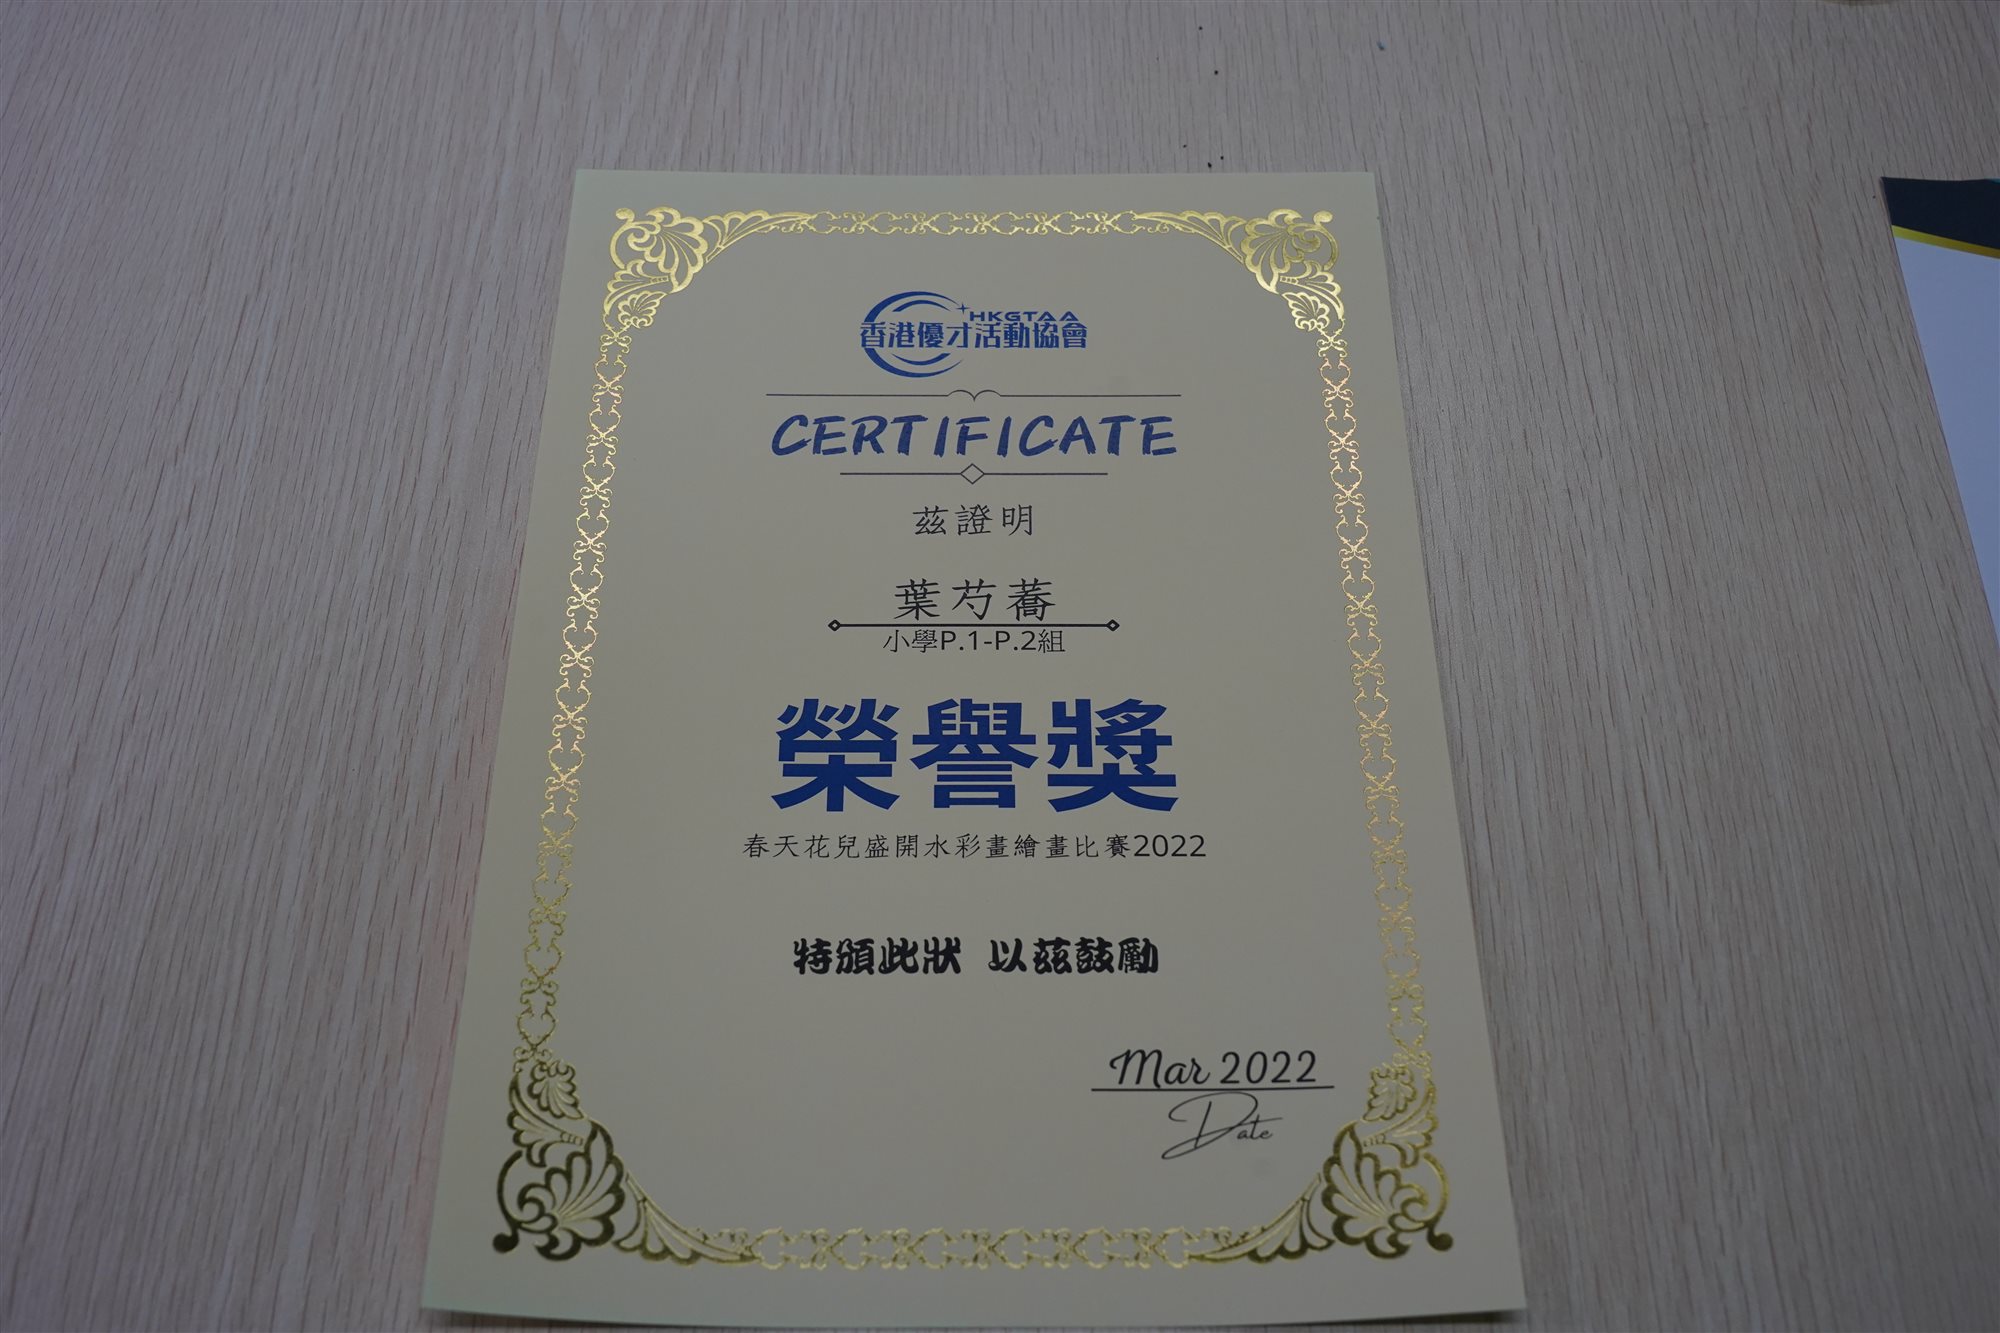 HKGTAA
香港優才活動協會
CERTIFICATE
茲證明
葉芍蕎
小學P.1-P.2組
榮譽獎
春天花兒盛開水彩畫繪畫比賽2022
特頒此狀 以茲鼓勵
Mar 2022
Date